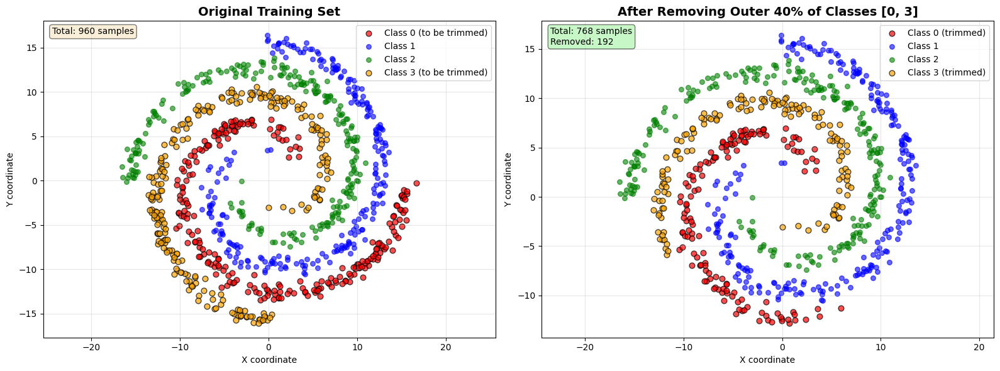 Original Training Set
Total: 960 samples
Class 0 (to be trimmed)
Class 1
Class 2
Class 3 (to be trimmed)
15
10
5
0
−5
−10
−15
Y coordinate
−20
−10
0
10
20
X coordinate
After Removing Outer 40% of Classes [0, 3]
Total: 768 samples
Removed: 192
Class 0 (trimmed)
Class 1
Class 2
Class 3 (trimmed)
15
10
5
0
−5
−10
Y coordinate
−20
−10
0
10
20
X coordinate